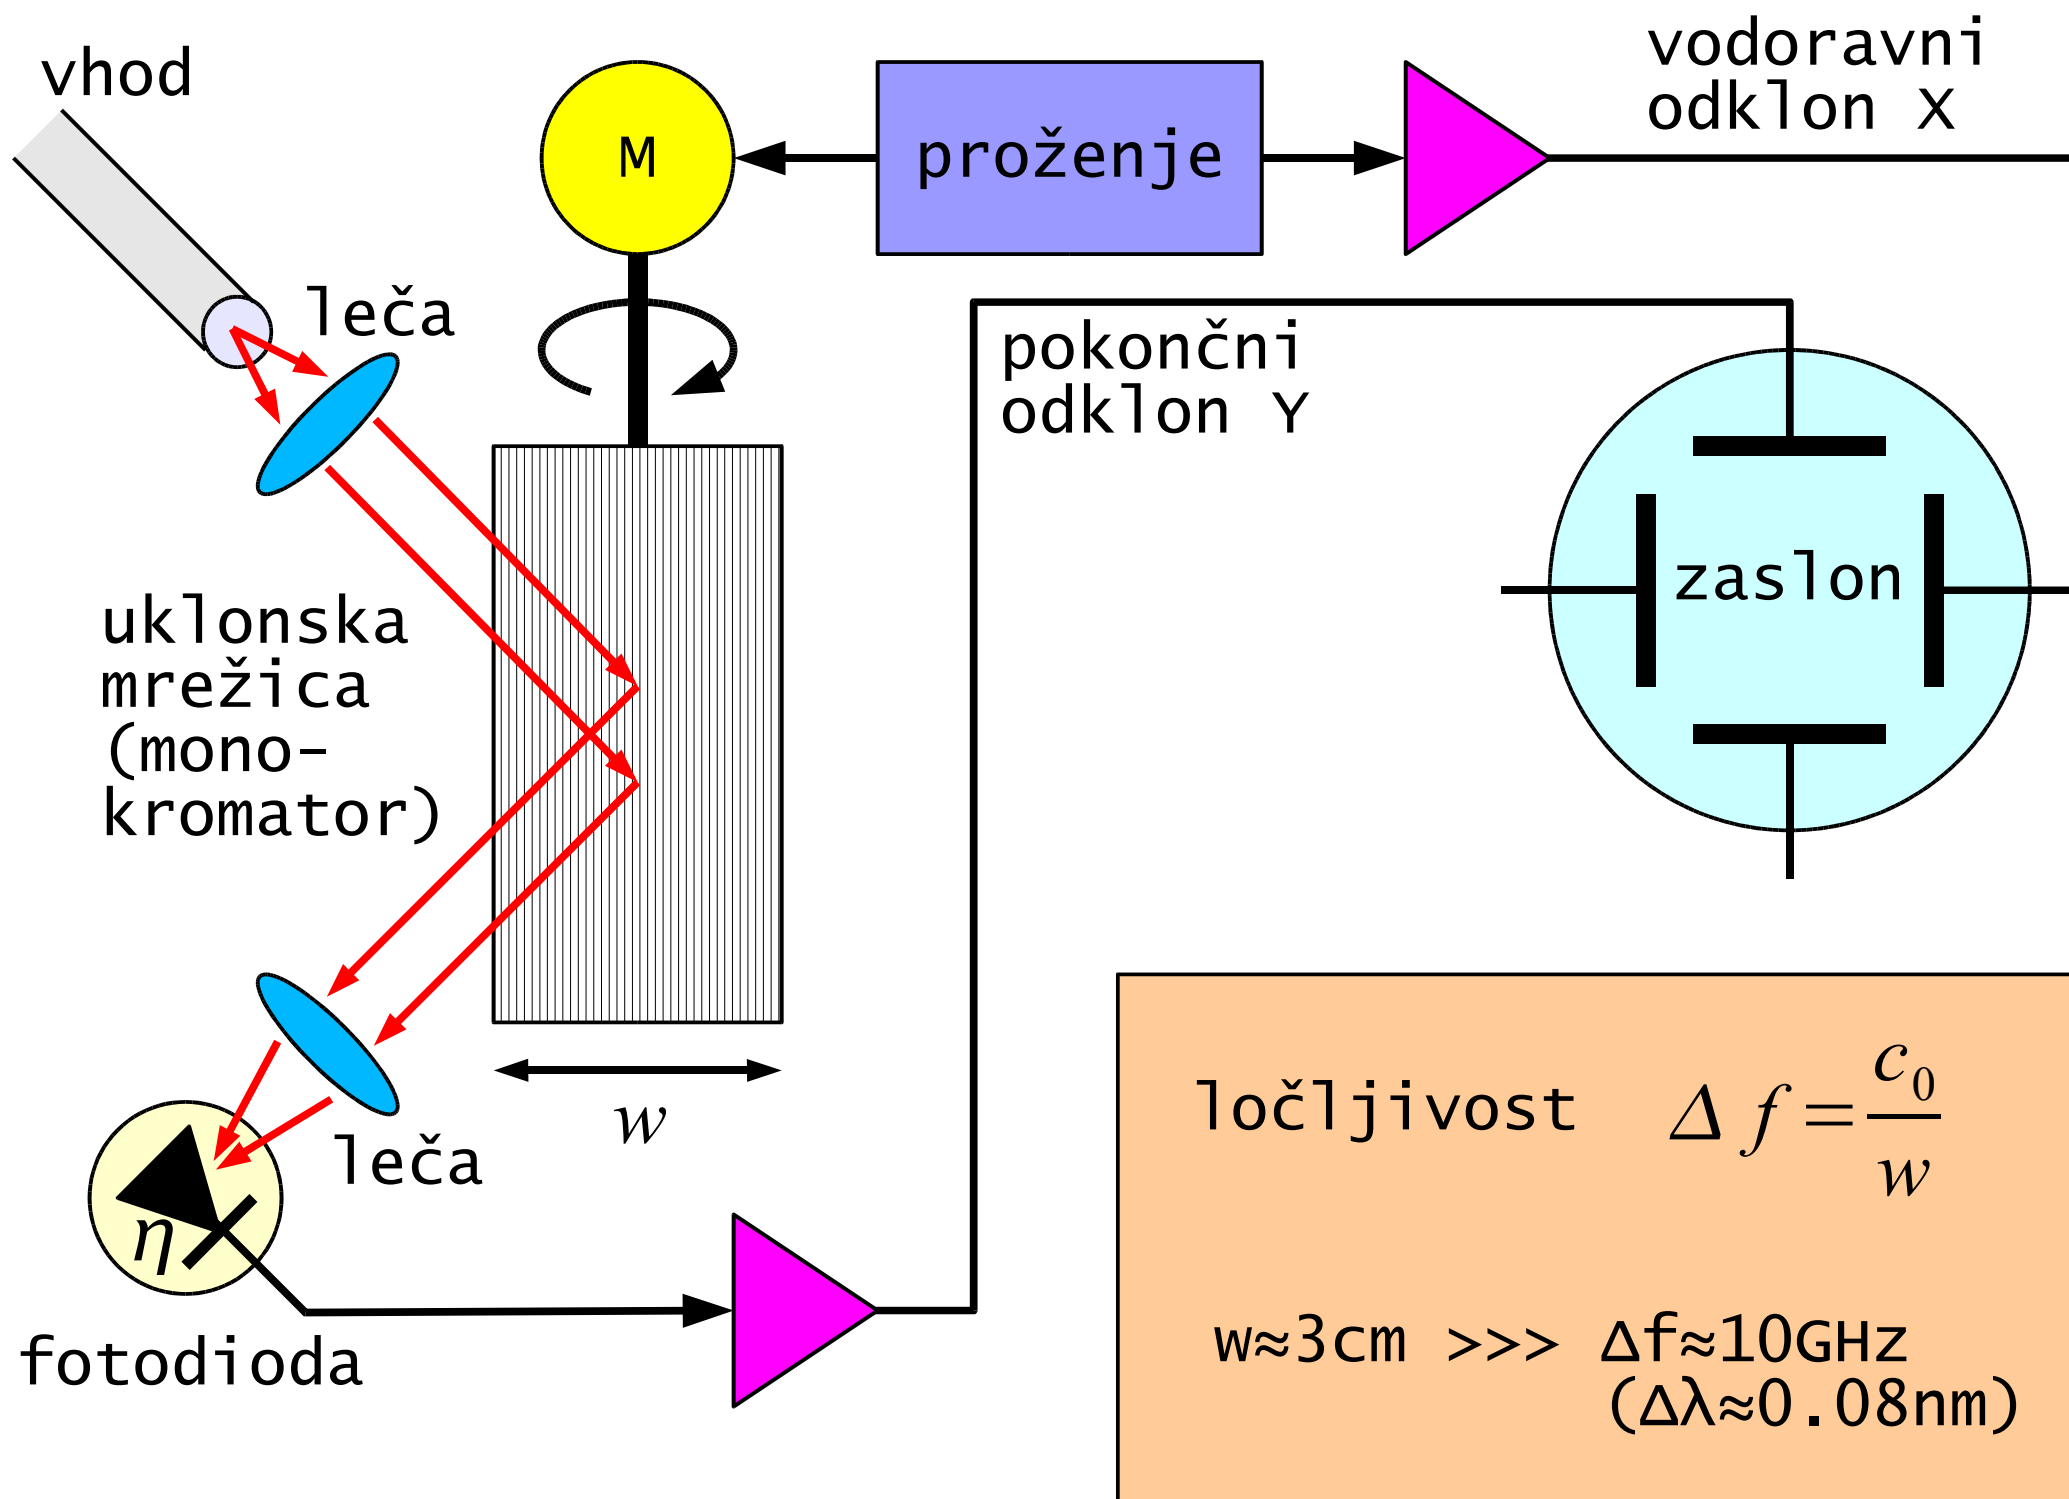 vhod
M
proženje
vodoravni
odklon X
leča
pokončni
odklon Y
zaslon
uklonska
mrežica
(mono-
kromator)
w
leča
η
fotodioda
ločljivost Δf = c₀/w
w≈3cm >>> Δf≈10GHz
(Δλ≈0.08nm)